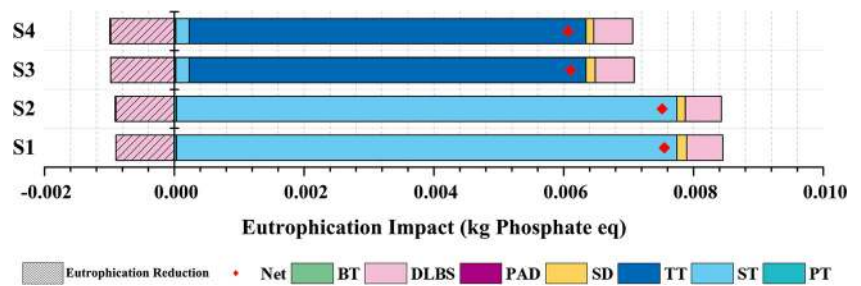 S4
S3
S2
S1
-0.002 0.000 0.002 0.004 0.006 0.008 0.010
Eutrophication Impact (kg Phosphate eq)
Eutrophication Reduction Net BT DLBS PAD SD TT ST PT